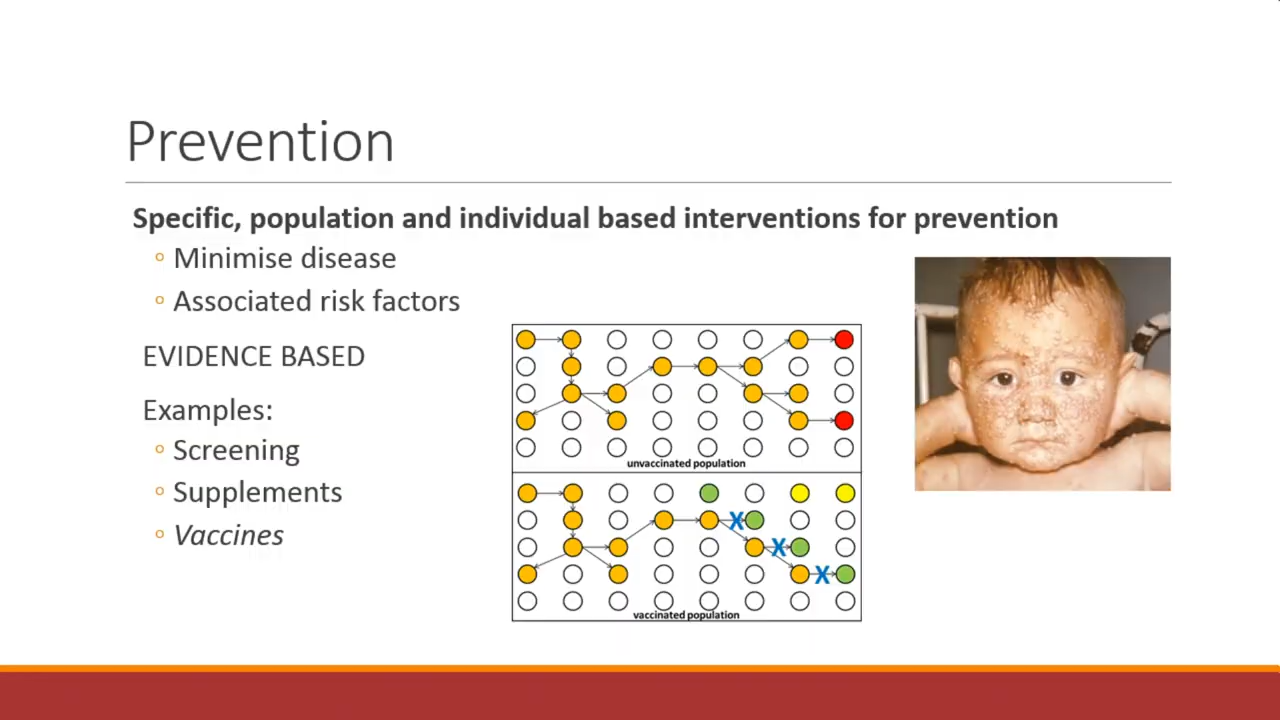 Prevention
Specific, population and individual based interventions for prevention
Minimise disease
Associated risk factors
EVIDENCE BASED
Examples:
Screening
Supplements
Vaccines
unvaccinated population
X
X
X
vaccinated population